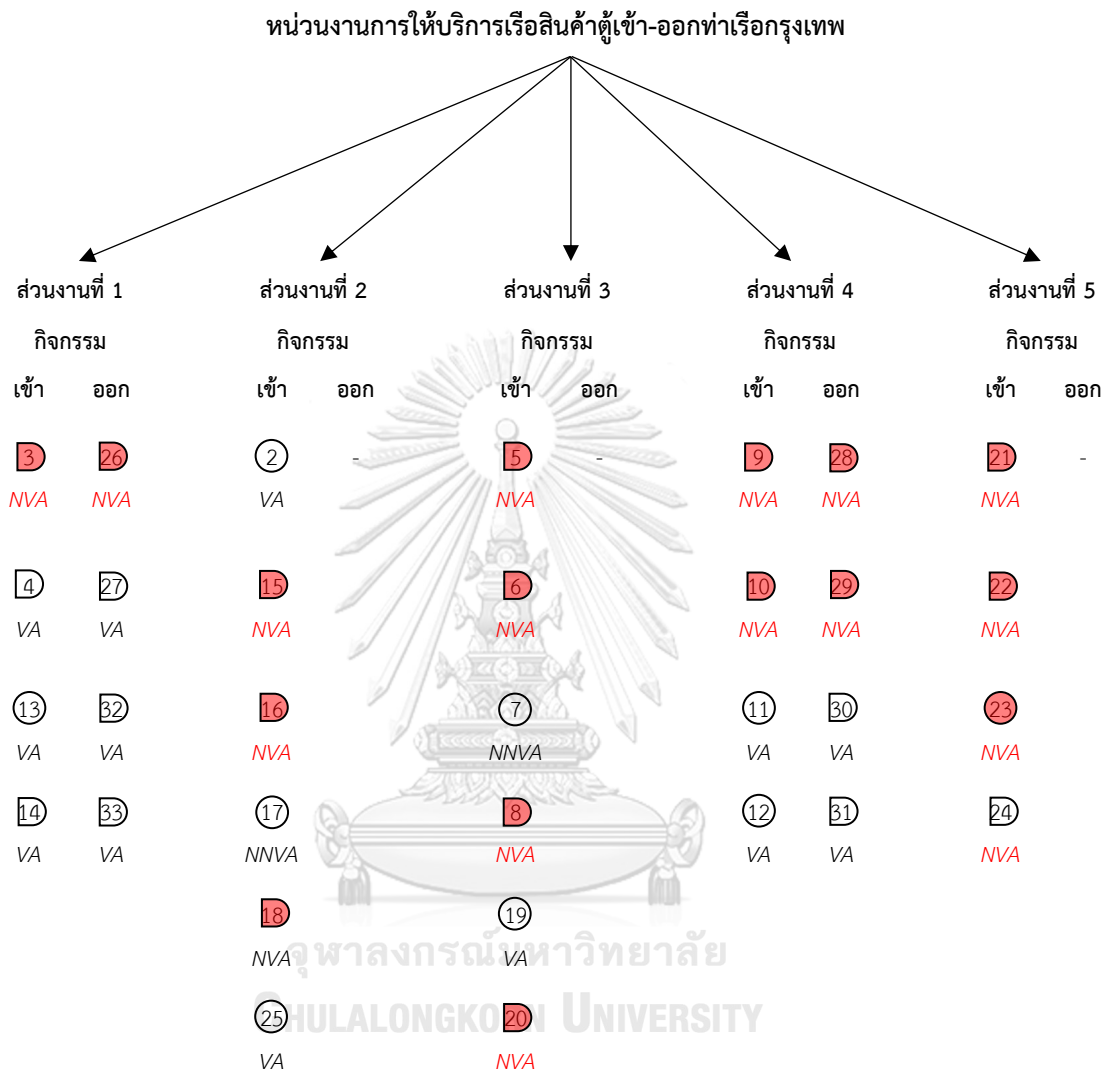 หน่วนงานการให้บริการเรือสินค้าตู้เข้า-ออกท่าเรือกรุงเทพ
ส่วนงานที่ 1 ส่วนงานที่ 2 ส่วนงานที่ 3 ส่วนงานที่ 4 ส่วนงานที่ 5
กิจกรรม กิจกรรม กิจกรรม กิจกรรม กิจกรรม
เข้า ออก เข้า ออก เข้า ออก เข้า ออก เข้า ออก
3 26 2 - 5 - 9 28 21 -
NVA NVA VA NVA NVA NVA NVA
4 27 15 6 10 29 22
VA VA NVA NVA NVA NVA NVA
13 32 16 7 11 30 23
VA VA NVA NNVA VA VA NVA
14 33 17 8 12 31 24
VA VA NNVA NVA VA VA NVA
18 19
NVA VA
จุฬาลงกรณ์มหาวิทยาลัย
25 20
CHULALONGKORN UNIVERSITY
VA NVA